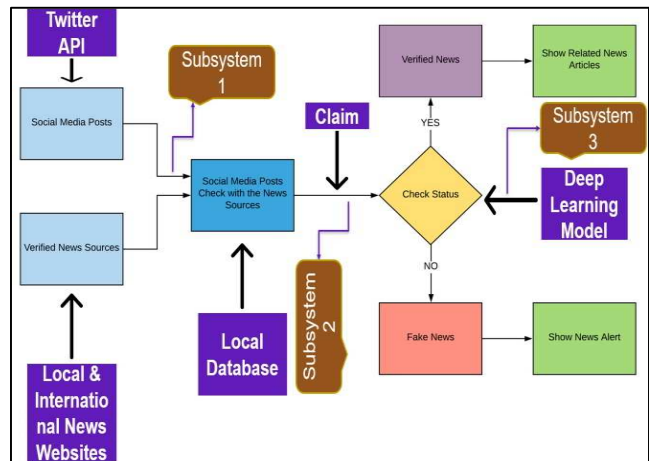 Twitter
API
Subsystem
1
Social Media Posts
Claim
Verified News
Show Related News
Articles
YES
Subsystem
3
Social Media Posts
Check with the News
Sources
Check Status
Deep
Learning
Model
Verified News Sources
NO
Local
Database
Subsystem
2
Fake News
Show News Alert
Local &
Internatio
nal News
Websites